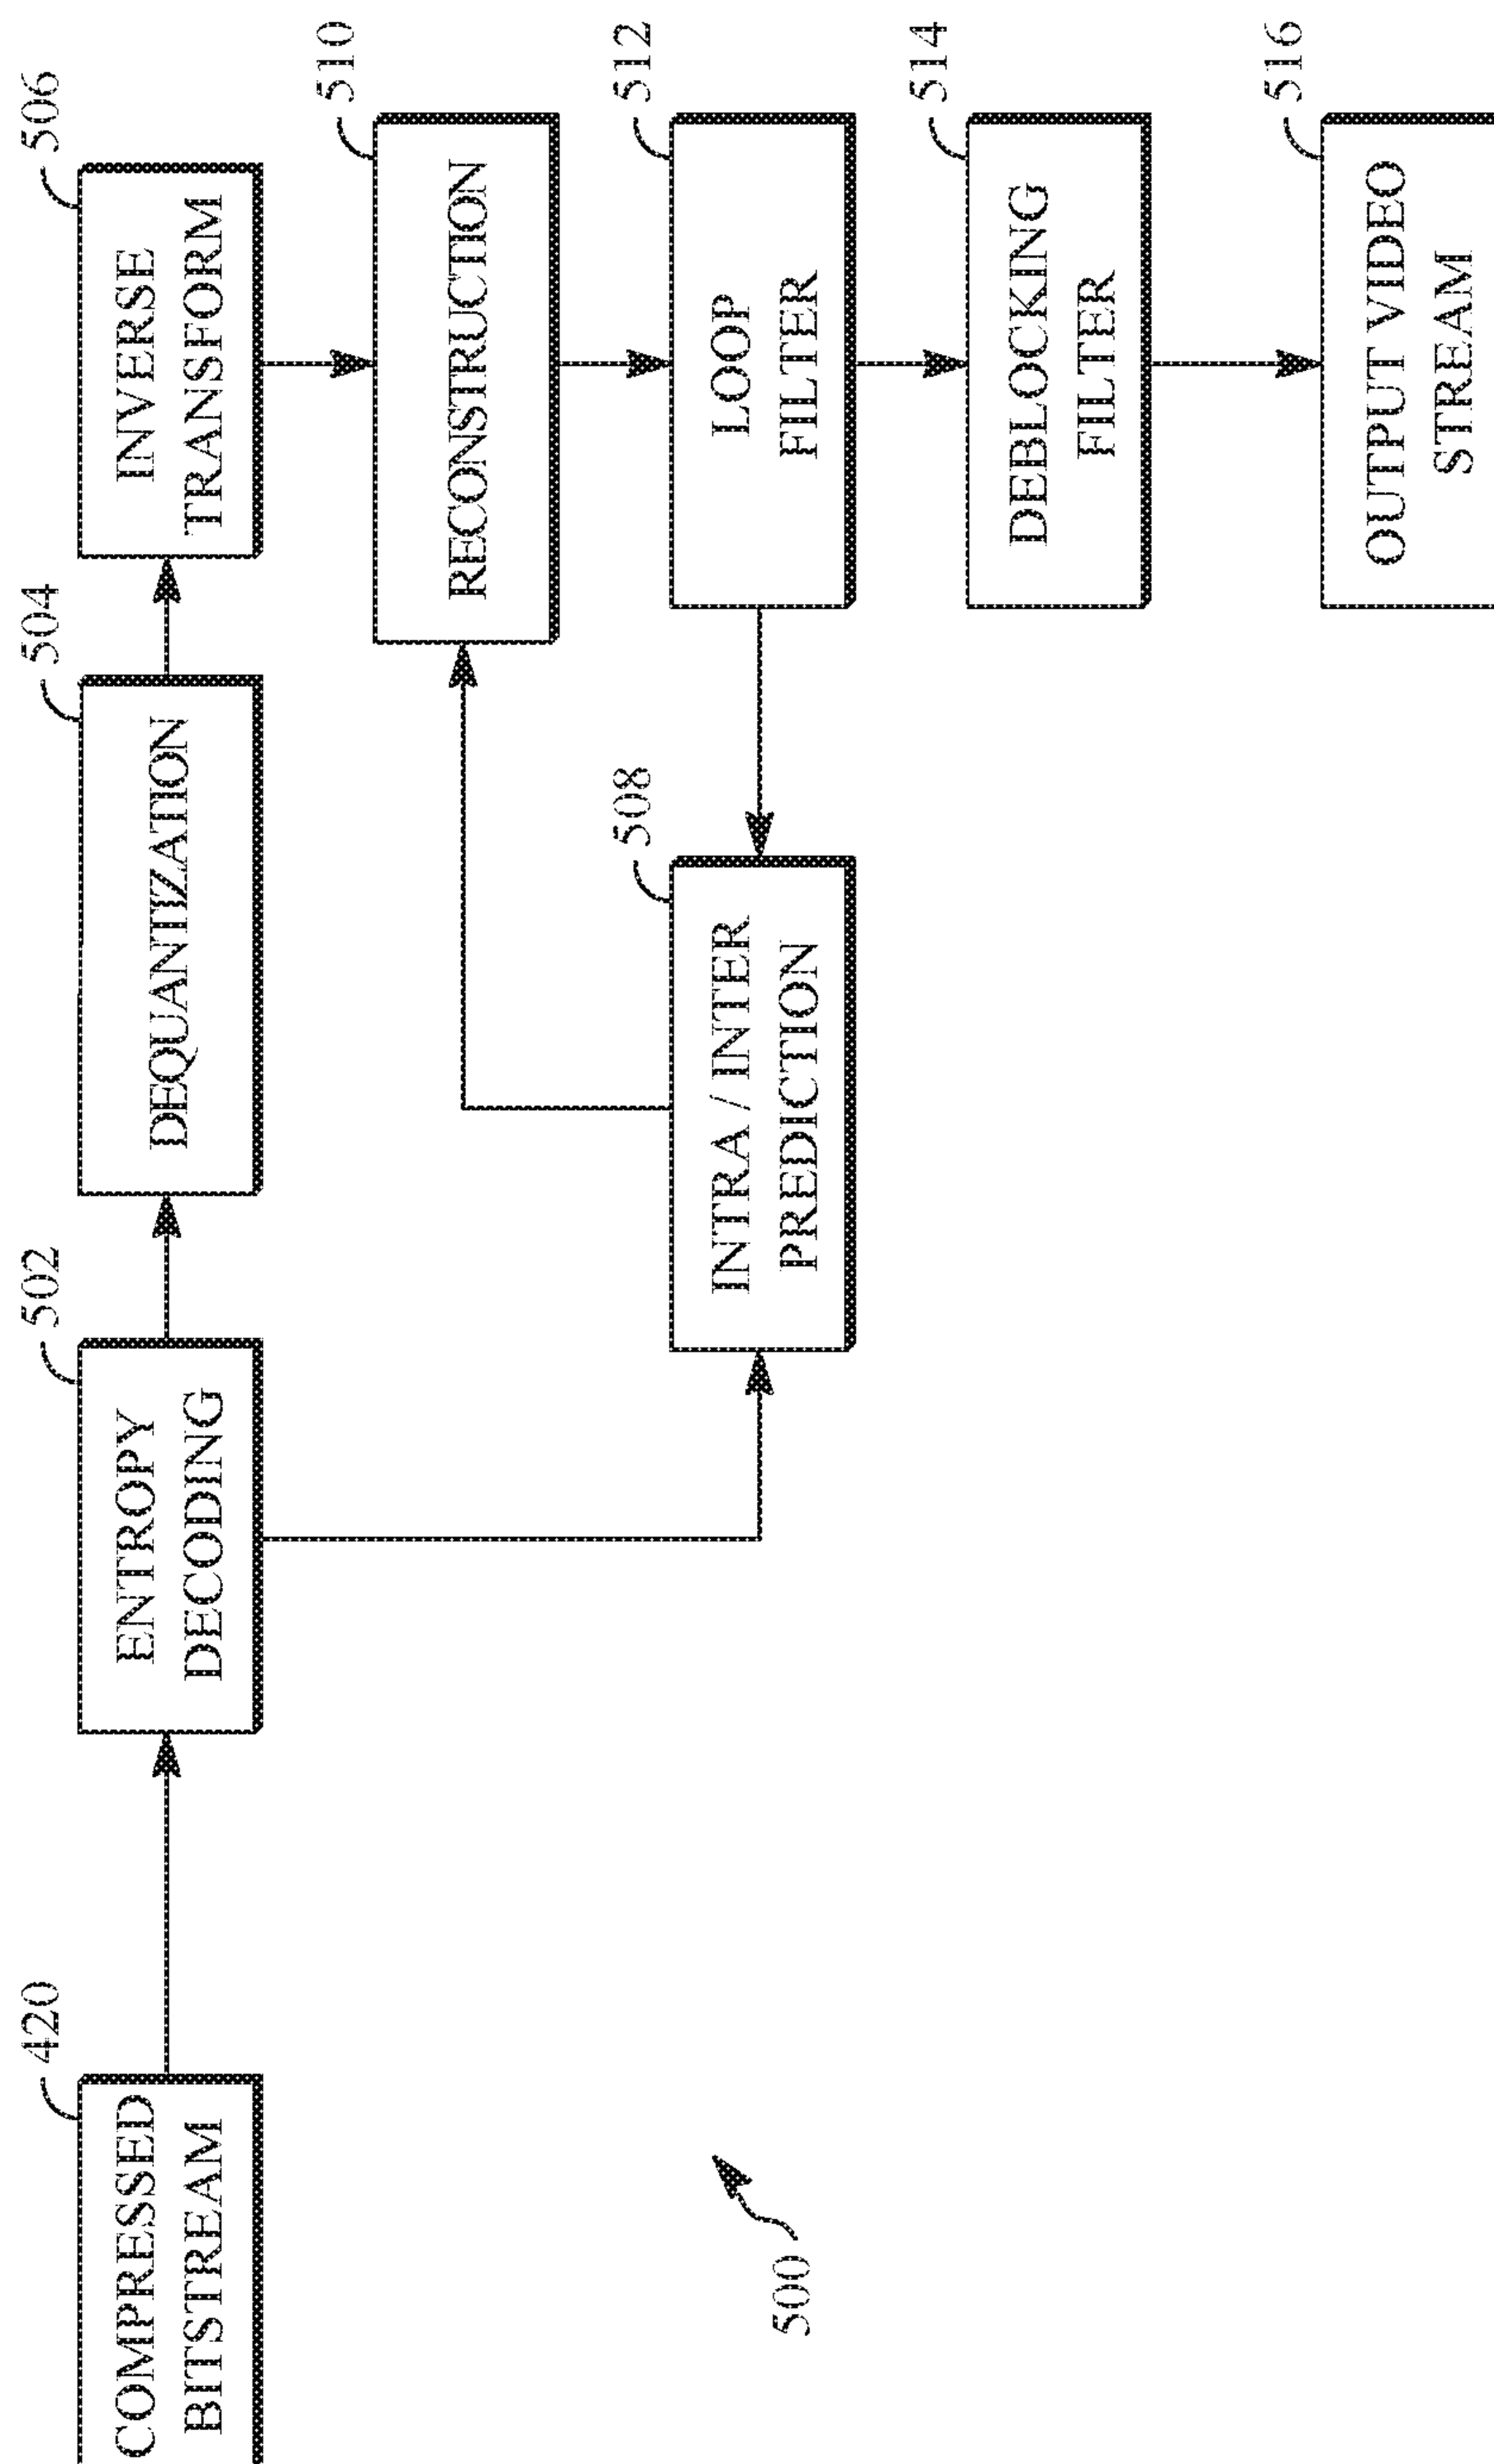 420
COMPRESSED
BITSTREAM
502
ENTROPY
DECODING
504
DEQUANTIZATION
506
INVERSE
TRANSFORM
510
RECONSTRUCTION
508
INTRA / INTER
PREDICTION
512
LOOP
FILTER
514
DEBLOCKING
FILTER
516
OUTPUT VIDEO
STREAM
500